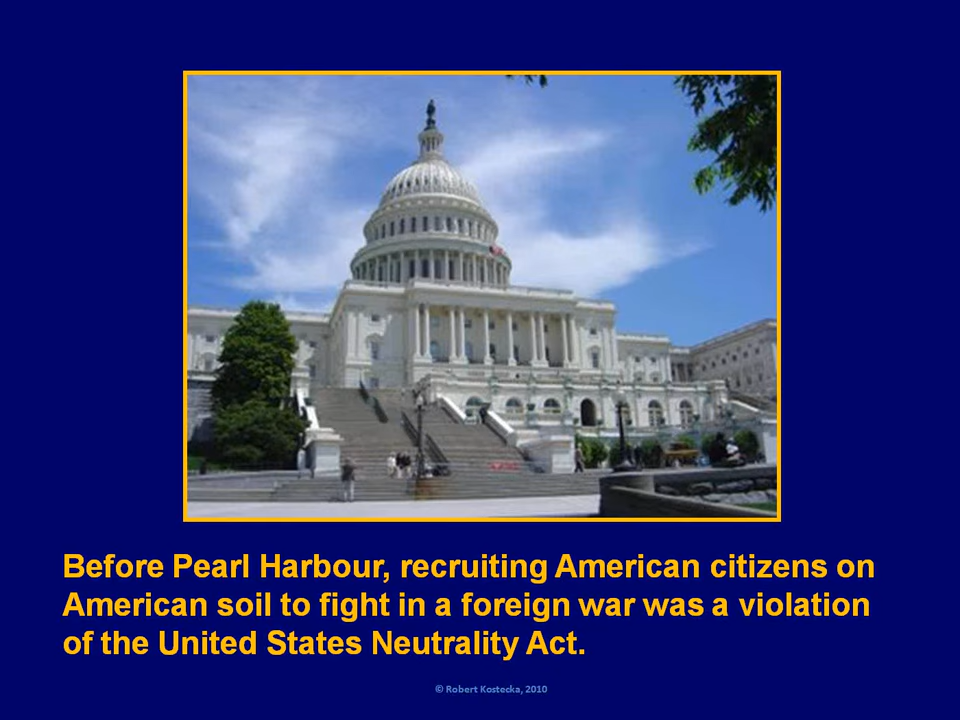 Before Pearl Harbour, recruiting American citizens on
American soil to fight in a foreign war was a violation
of the United States Neutrality Act.
© Robert Kostecka, 2010